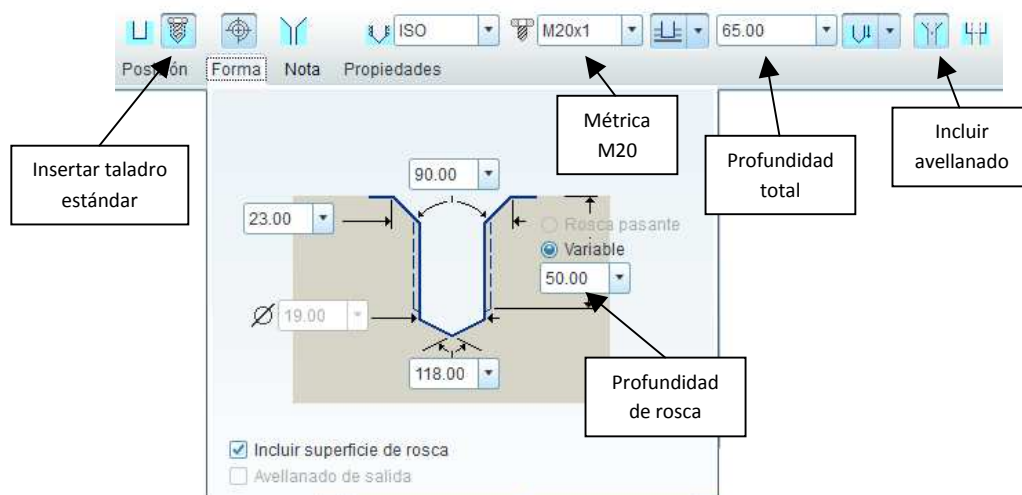 ISO M20x1 65.00
Posición Forma Nota Propiedades
Insertar taladro
estándar
Métrica
M20
Profundidad
total
Incluir
avellanado
90.00
23.00
Rosca pasante
Variable
50.00
19.00
118.00
Profundidad
de rosca
Incluir superficie de rosca
Avellanado de salida